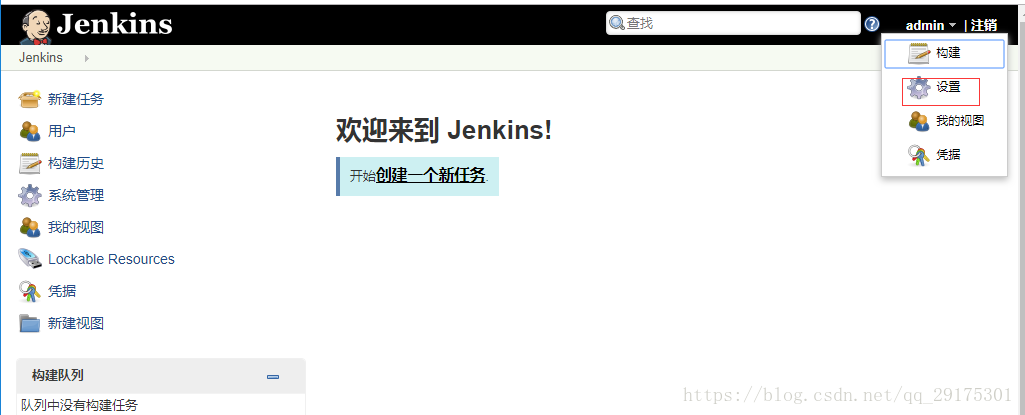 Jenkins
查找
admin | 注销
Jenkins
构建
设置
我的视图
凭据
新建任务
用户
构建历史
系统管理
我的视图
Lockable Resources
凭据
新建视图
欢迎来到 Jenkins!
开始创建一个新任务.
构建队列
队列中没有构建任务
https://blog.csdn.net/qq_29175301